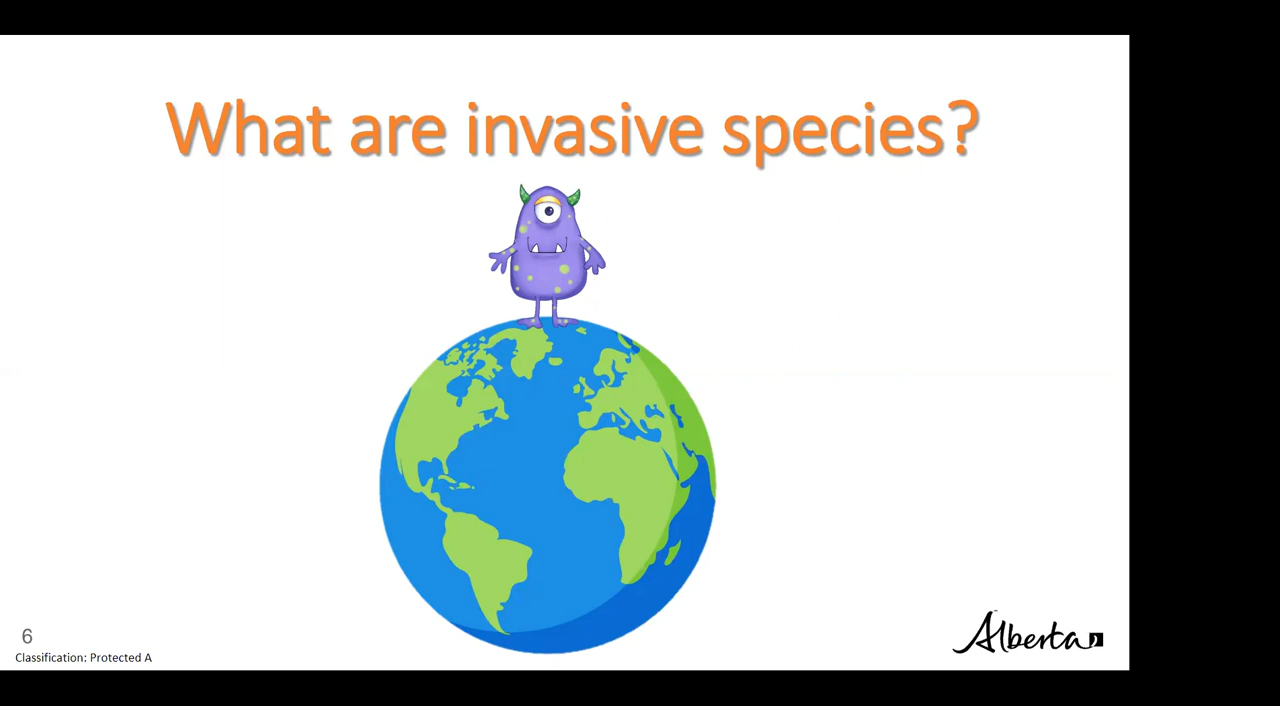 What are invasive species?
6
Classification: Protected A
Alberta